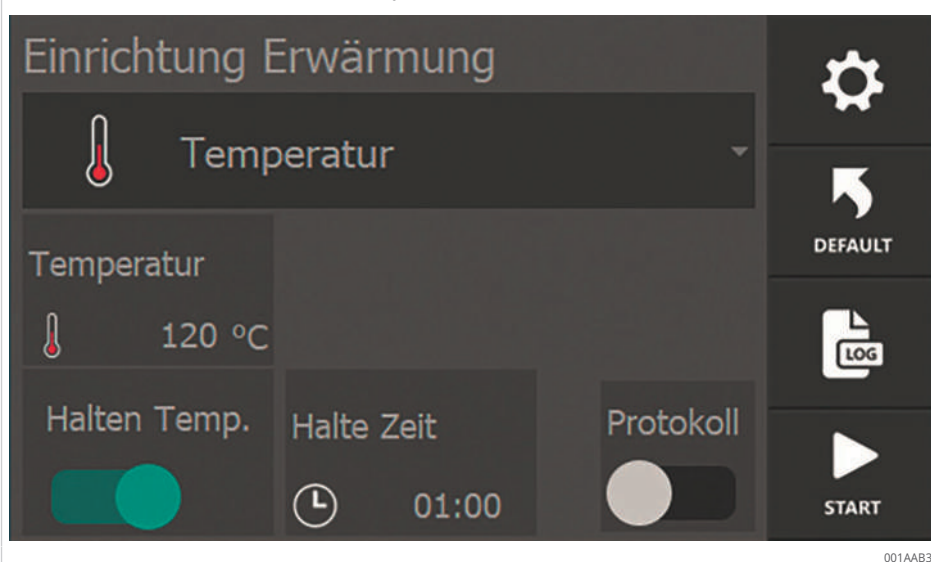 Einrichtung Erwärmung
Temperatur
DEFAULT
Temperatur
120 °C
LOG
Halten Temp.
Halte Zeit
Protokoll
01:00
START
001AAB3